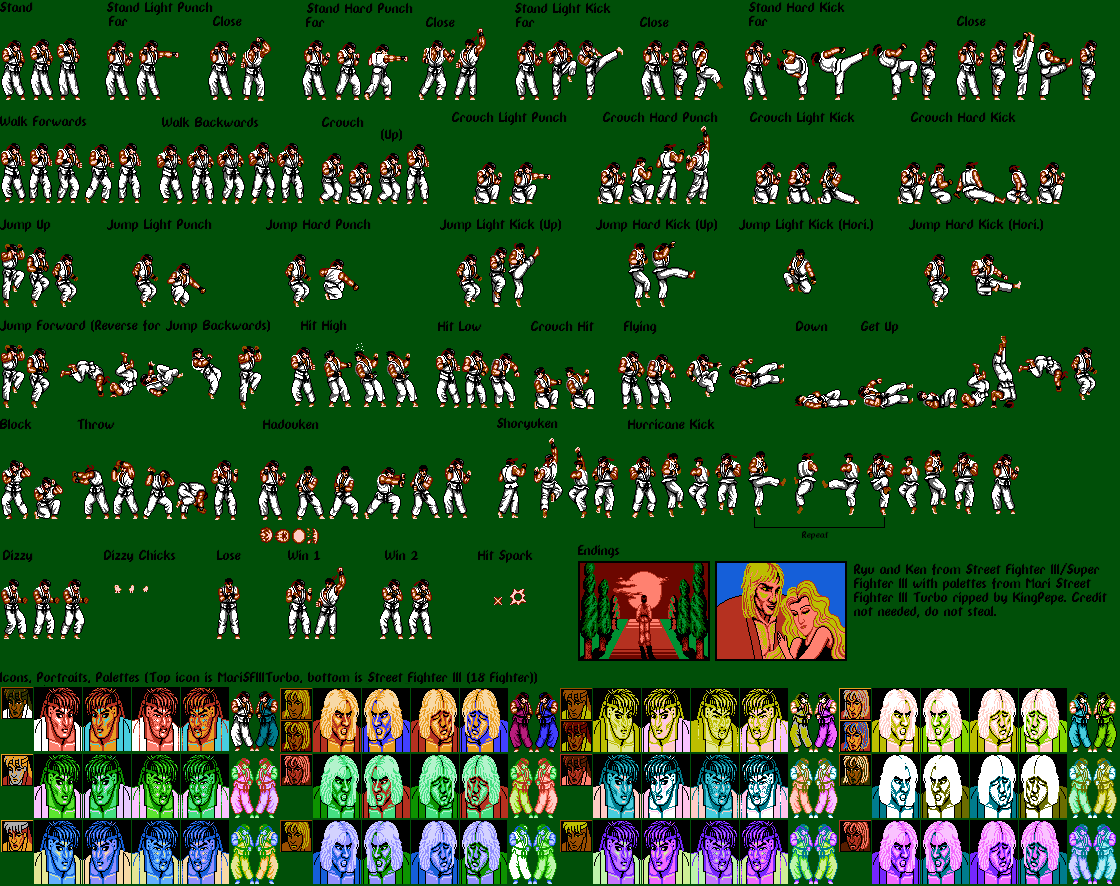 Stand
Stand Light Punch
Far
Close
Stand Hard Punch
Far
Close
Stand Light Kick
Far
Close
Stand Hard Kick
Far
Close
Walk Forwards
Walk Backwards
Crouch
(Up)
Crouch Light Punch
Crouch Hard Punch
Crouch Light Kick
Crouch Hard Kick
Jump Up
Jump Light Punch
Jump Hard Punch
Jump Light Kick (Up)
Jump Hard Kick (Up)
Jump Light Kick (Hori.)
Jump Hard Kick (Hori.)
Jump Forward (Reverse for Jump Backwards)
Hit High
Hit Low
Crouch Hit
Flying
Down
Get Up
Block
Throw
Hadouken
Shoryuken
Hurricane Kick
Repeat
Dizzy
Dizzy Chicks
Lose
Win 1
Win 2
Hit Spark
Endings
Ryu and Ken from Street Fighter III/Super
Fighter III with palettes from Mari Street
Fighter III Turbo ripped by KingPepe. Credit
not needed, do not steal.
Icons, Portraits, Palettes (Top icon is MariSFIIITurbo, bottom is Street Fighter III (18 Fighter))